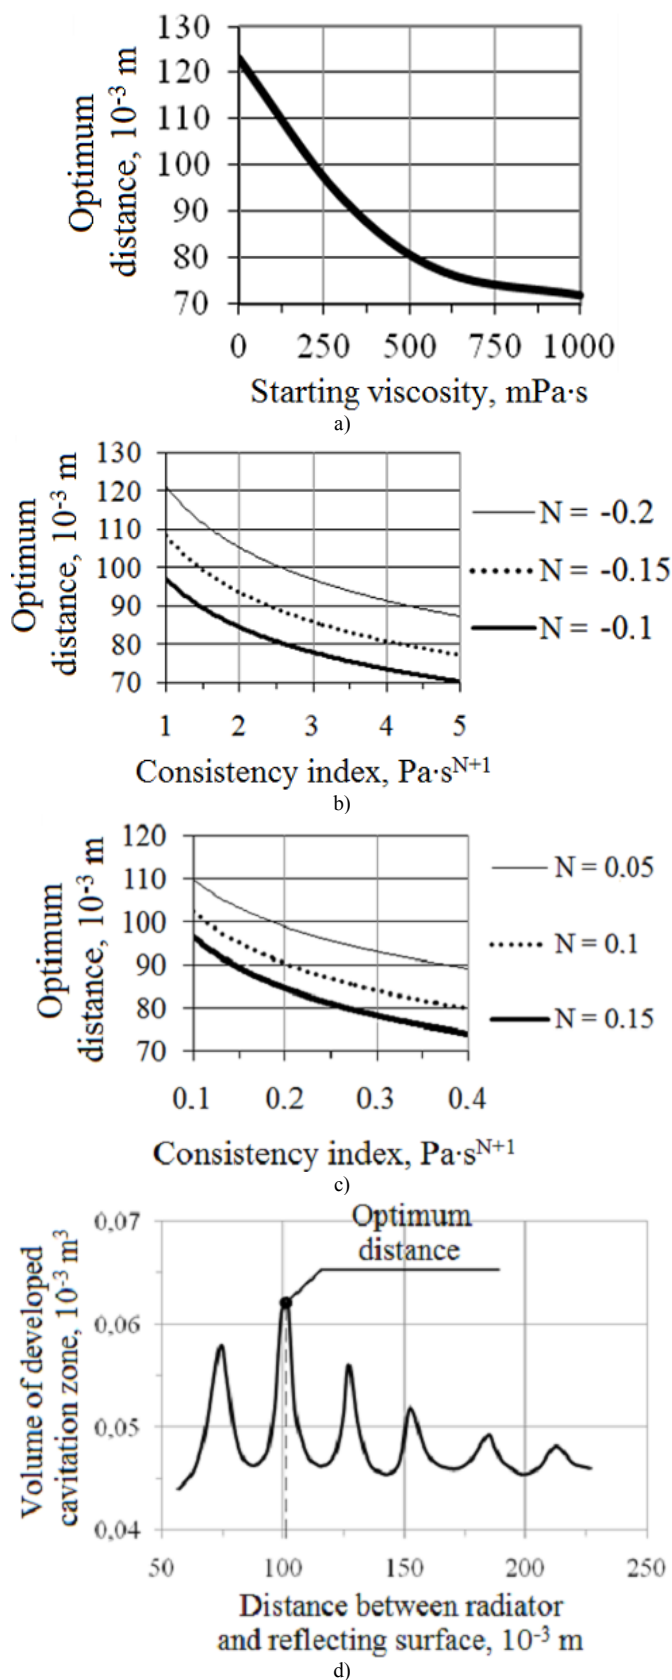 130
120
110
100
90
80
70
Optimum
distance, 10⁻³ m
0 250 500 750 1000
Starting viscosity, mPa·s
a)
130
120
110
100
90
80
70
Optimum
distance, 10⁻³ m
N = -0.2
N = -0.15
N = -0.1
1 2 3 4 5
Consistency index, Pa·sᴺ⁺¹
b)
120
110
100
90
80
70
Optimum
distance, 10⁻³ m
N = 0.05
N = 0.1
N = 0.15
0.1 0.2 0.3 0.4
Consistency index, Pa·sᴺ⁺¹
c)
Optimum
distance
0,07
0,06
0,05
0,04
Volume of developed
cavitation zone, 10⁻³ m³
50 100 150 200 250
Distance between radiator
and reflecting surface, 10⁻³ m
d)